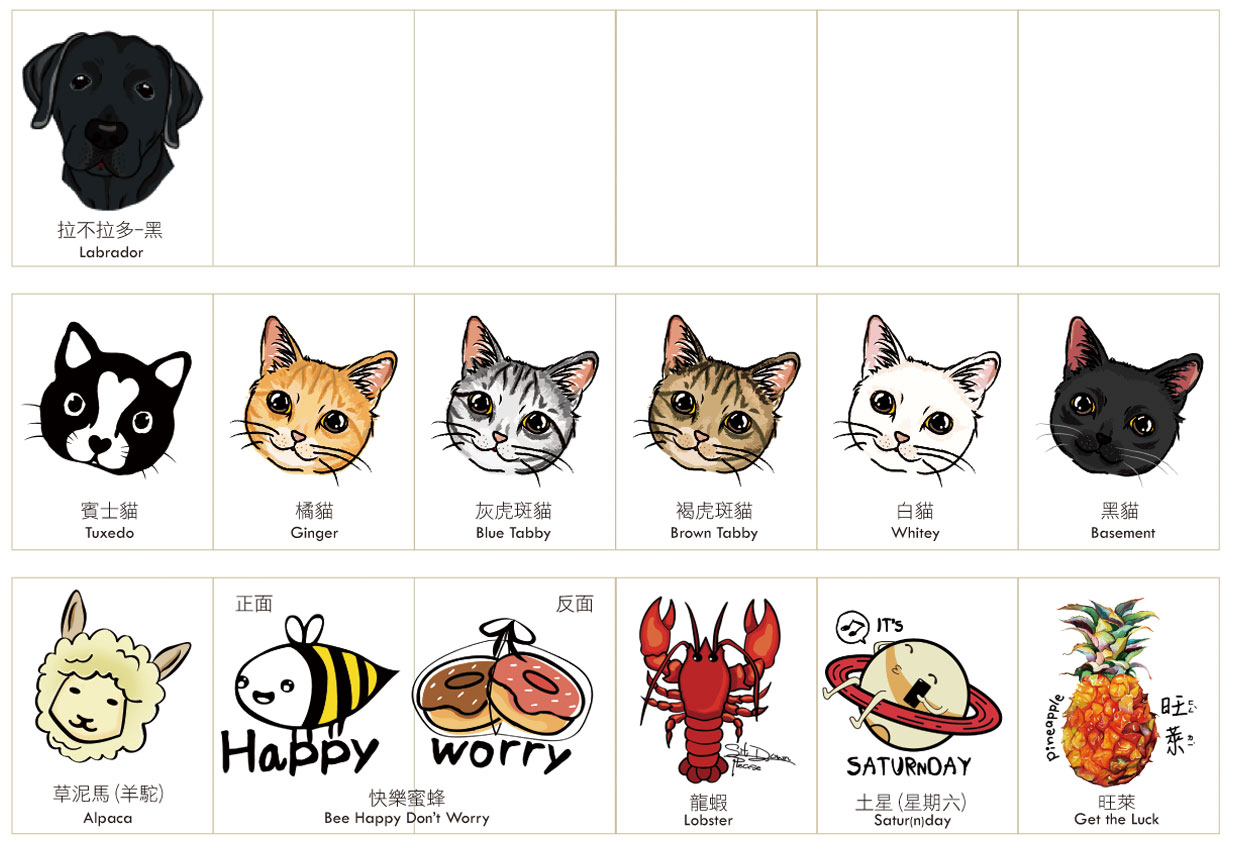 拉不拉多-黑
Labrador
賓士貓
Tuxedo
橘貓
Ginger
灰虎斑貓
Blue Tabby
褐虎斑貓
Brown Tabby
白貓
Whitey
黑貓
Basement
草泥馬(羊駝)
Alpaca
正面
Happy
反面
worry
快樂蜜蜂
Bee Happy Don't Worry
Sit Down
Please
龍蝦
Lobster
IT's
SATURNDAY
土星(星期六)
Satur(n)day
pineapple
旺
萊
旺萊
Get the Luck